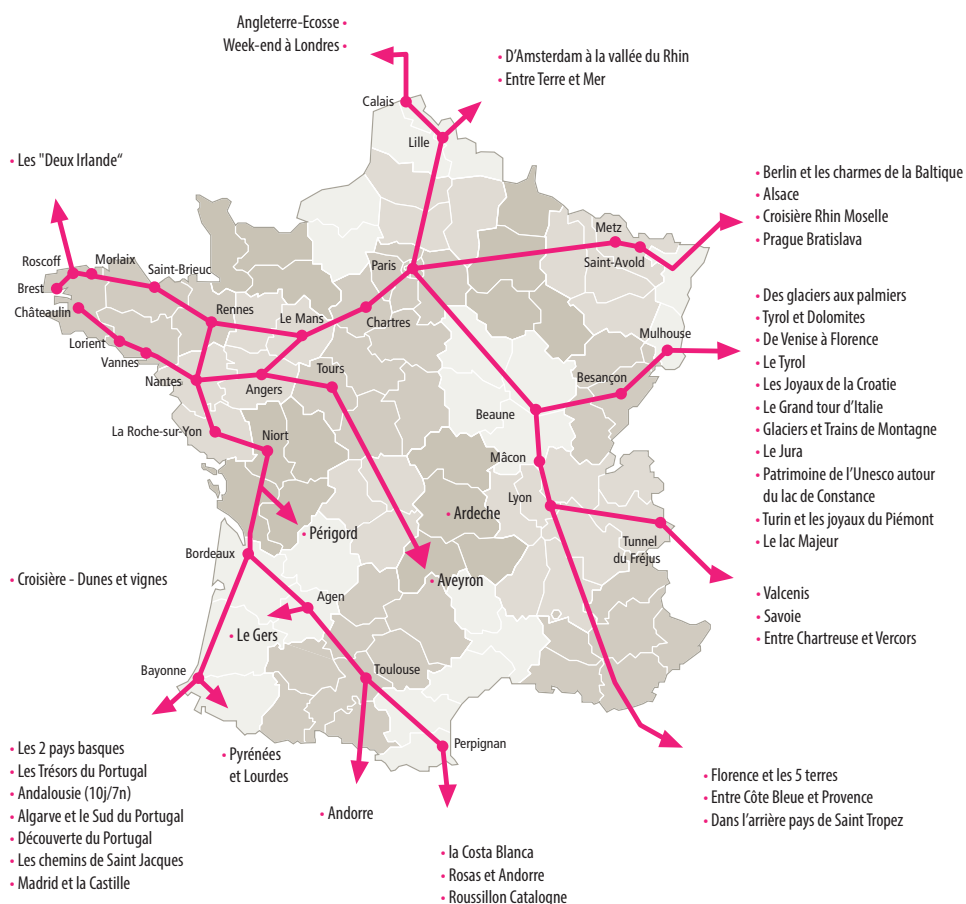 Angleterre-Ecosse •
Week-end à Londres •
• D'Amsterdam à la vallée du Rhin
• Entre Terre et Mer
Calais
Lille
• Les "Deux Irlande“
• Berlin et les charmes de la Baltique
• Alsace
• Croisière Rhin Moselle
• Prague Bratislava
Metz
Saint-Avold
Roscoff
Morlaix
Saint-Brieuc
Paris
Brest
Châteaulin
Rennes
Le Mans
Chartres
Lorient
Vannes
Nantes
Angers
Tours
Mulhouse
Besançon
Beaune
• Des glaciers aux palmiers
• Tyrol et Dolomites
• De Venise à Florence
• Le Tyrol
• Les Joyaux de la Croatie
• Le Grand tour d'Italie
• Glaciers et Trains de Montagne
• Le Jura
• Patrimoine de l'Unesco autour
du lac de Constance
• Turin et les joyaux du Piémont
• Le lac Majeur
La Roche-sur-Yon
Niort
Mâcon
Lyon
• Ardeche
• Périgord
Tunnel
du Fréjus
Bordeaux
• Aveyron
• Croisière - Dunes et vignes
Agen
• Valcenis
• Savoie
• Entre Chartreuse et Vercors
• Le Gers
Bayonne
Toulouse
Perpignan
• Les 2 pays basques
• Les Trésors du Portugal
• Andalousie (10j/7n)
• Algarve et le Sud du Portugal
• Découverte du Portugal
• Les chemins de Saint Jacques
• Madrid et la Castille
• Pyrénées
et Lourdes
• Andorre
• Florence et les 5 terres
• Entre Côte Bleue et Provence
• Dans l'arrière pays de Saint Tropez
• la Costa Blanca
• Rosas et Andorre
• Roussillon Catalogne